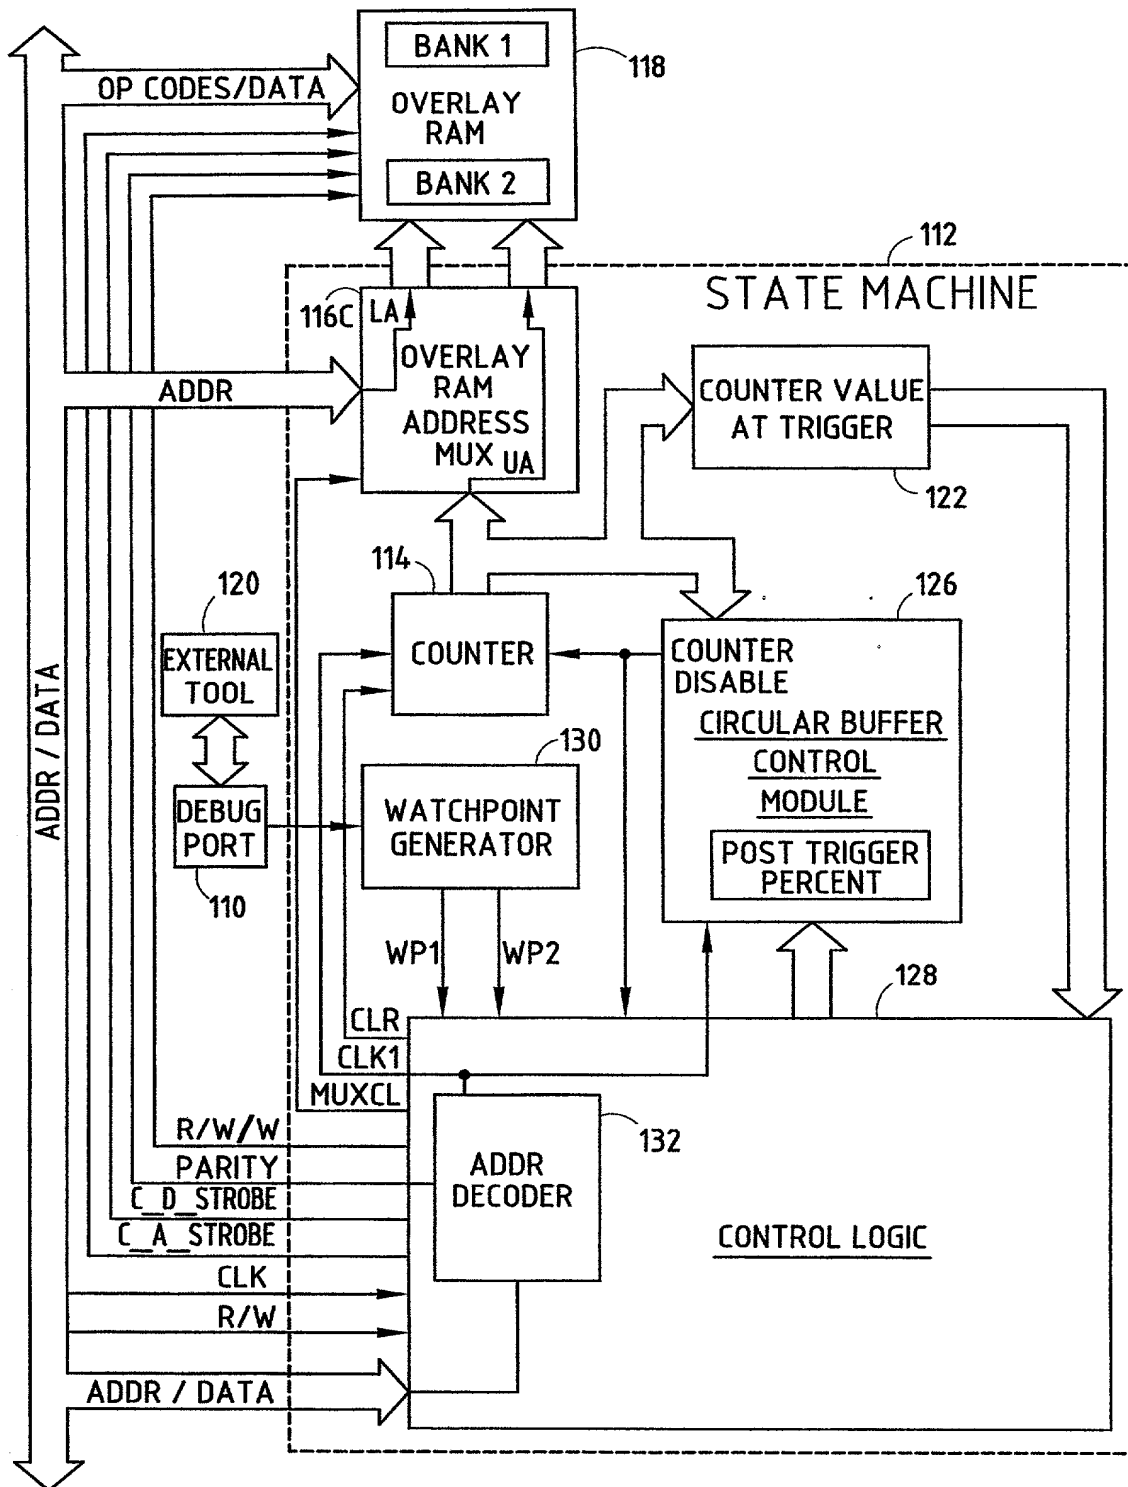 BANK 1
118
OP CODES/DATA
OVERLAY
RAM
BANK 2
112
STATE MACHINE
116C
LA
OVERLAY
RAM
ADDRESS
MUX
UA
ADDR
COUNTER VALUE
AT TRIGGER
122
114
120
126
EXTERNAL
TOOL
COUNTER
COUNTER
DISABLE
CIRCULAR BUFFER
CONTROL
MODULE
POST TRIGGER
PERCENT
ADDR / DATA
130
DEBUG
PORT
110
WATCHPOINT
GENERATOR
WP1
WP2
128
CLR
CLK1
MUXCL
R/W/W
PARITY
C_D_STROBE
C_A_STROBE
CLK
R/W
ADDR / DATA
132
ADDR
DECODER
CONTROL LOGIC